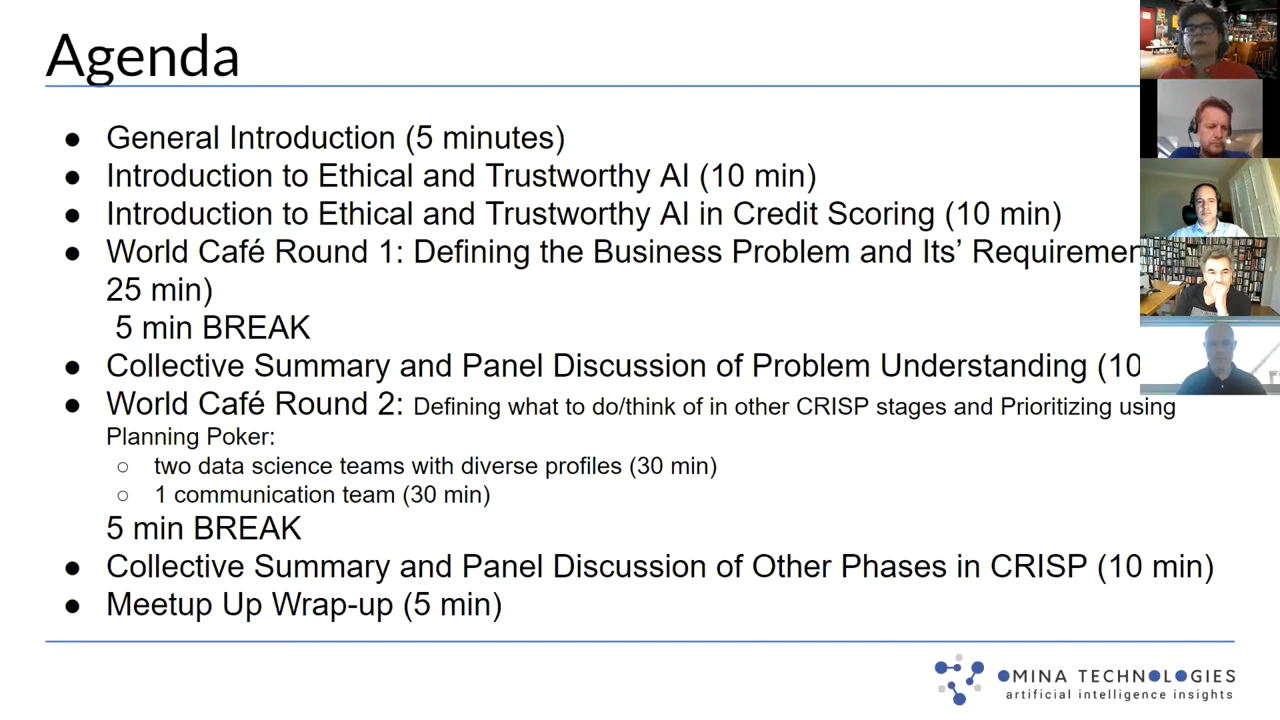 Agenda
● General Introduction (5 minutes)
● Introduction to Ethical and Trustworthy AI (10 min)
● Introduction to Ethical and Trustworthy AI in Credit Scoring (10 min)
● World Café Round 1: Defining the Business Problem and Its’
25 min)
5 min BREAK
● Collective Summary and Panel Discussion of Problem Understanding (10
● World Café Round 2: Defining what to do/think of in other CRISP stages and Prioritizing using
Planning Poker:
○ two data science teams with diverse profiles (30 min)
○ 1 communication team (30 min)
5 min BREAK
● Collective Summary and Panel Discussion of Other Phases in CRISP (10 min)
● Meetup Up Wrap-up (5 min)
OMINA TECHNOLOGIES
artificial intelligence insights